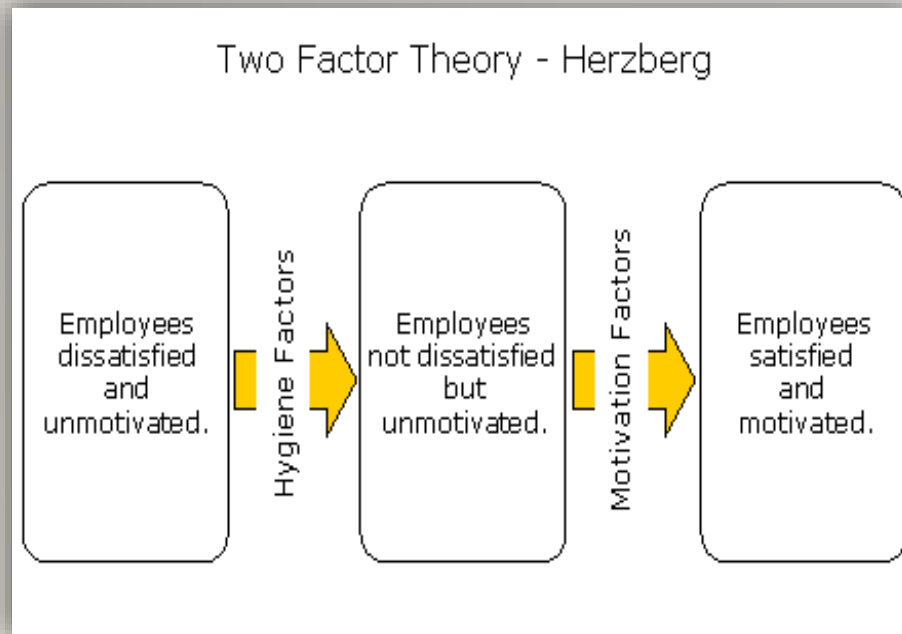 Two Factor Theory - Herzberg
Employees
dissatisfied
and
unmotivated.
Hygiene Factors
Employees
not dissatisfied
but
unmotivated.
Motivation Factors
Employees
satisfied
and
motivated.